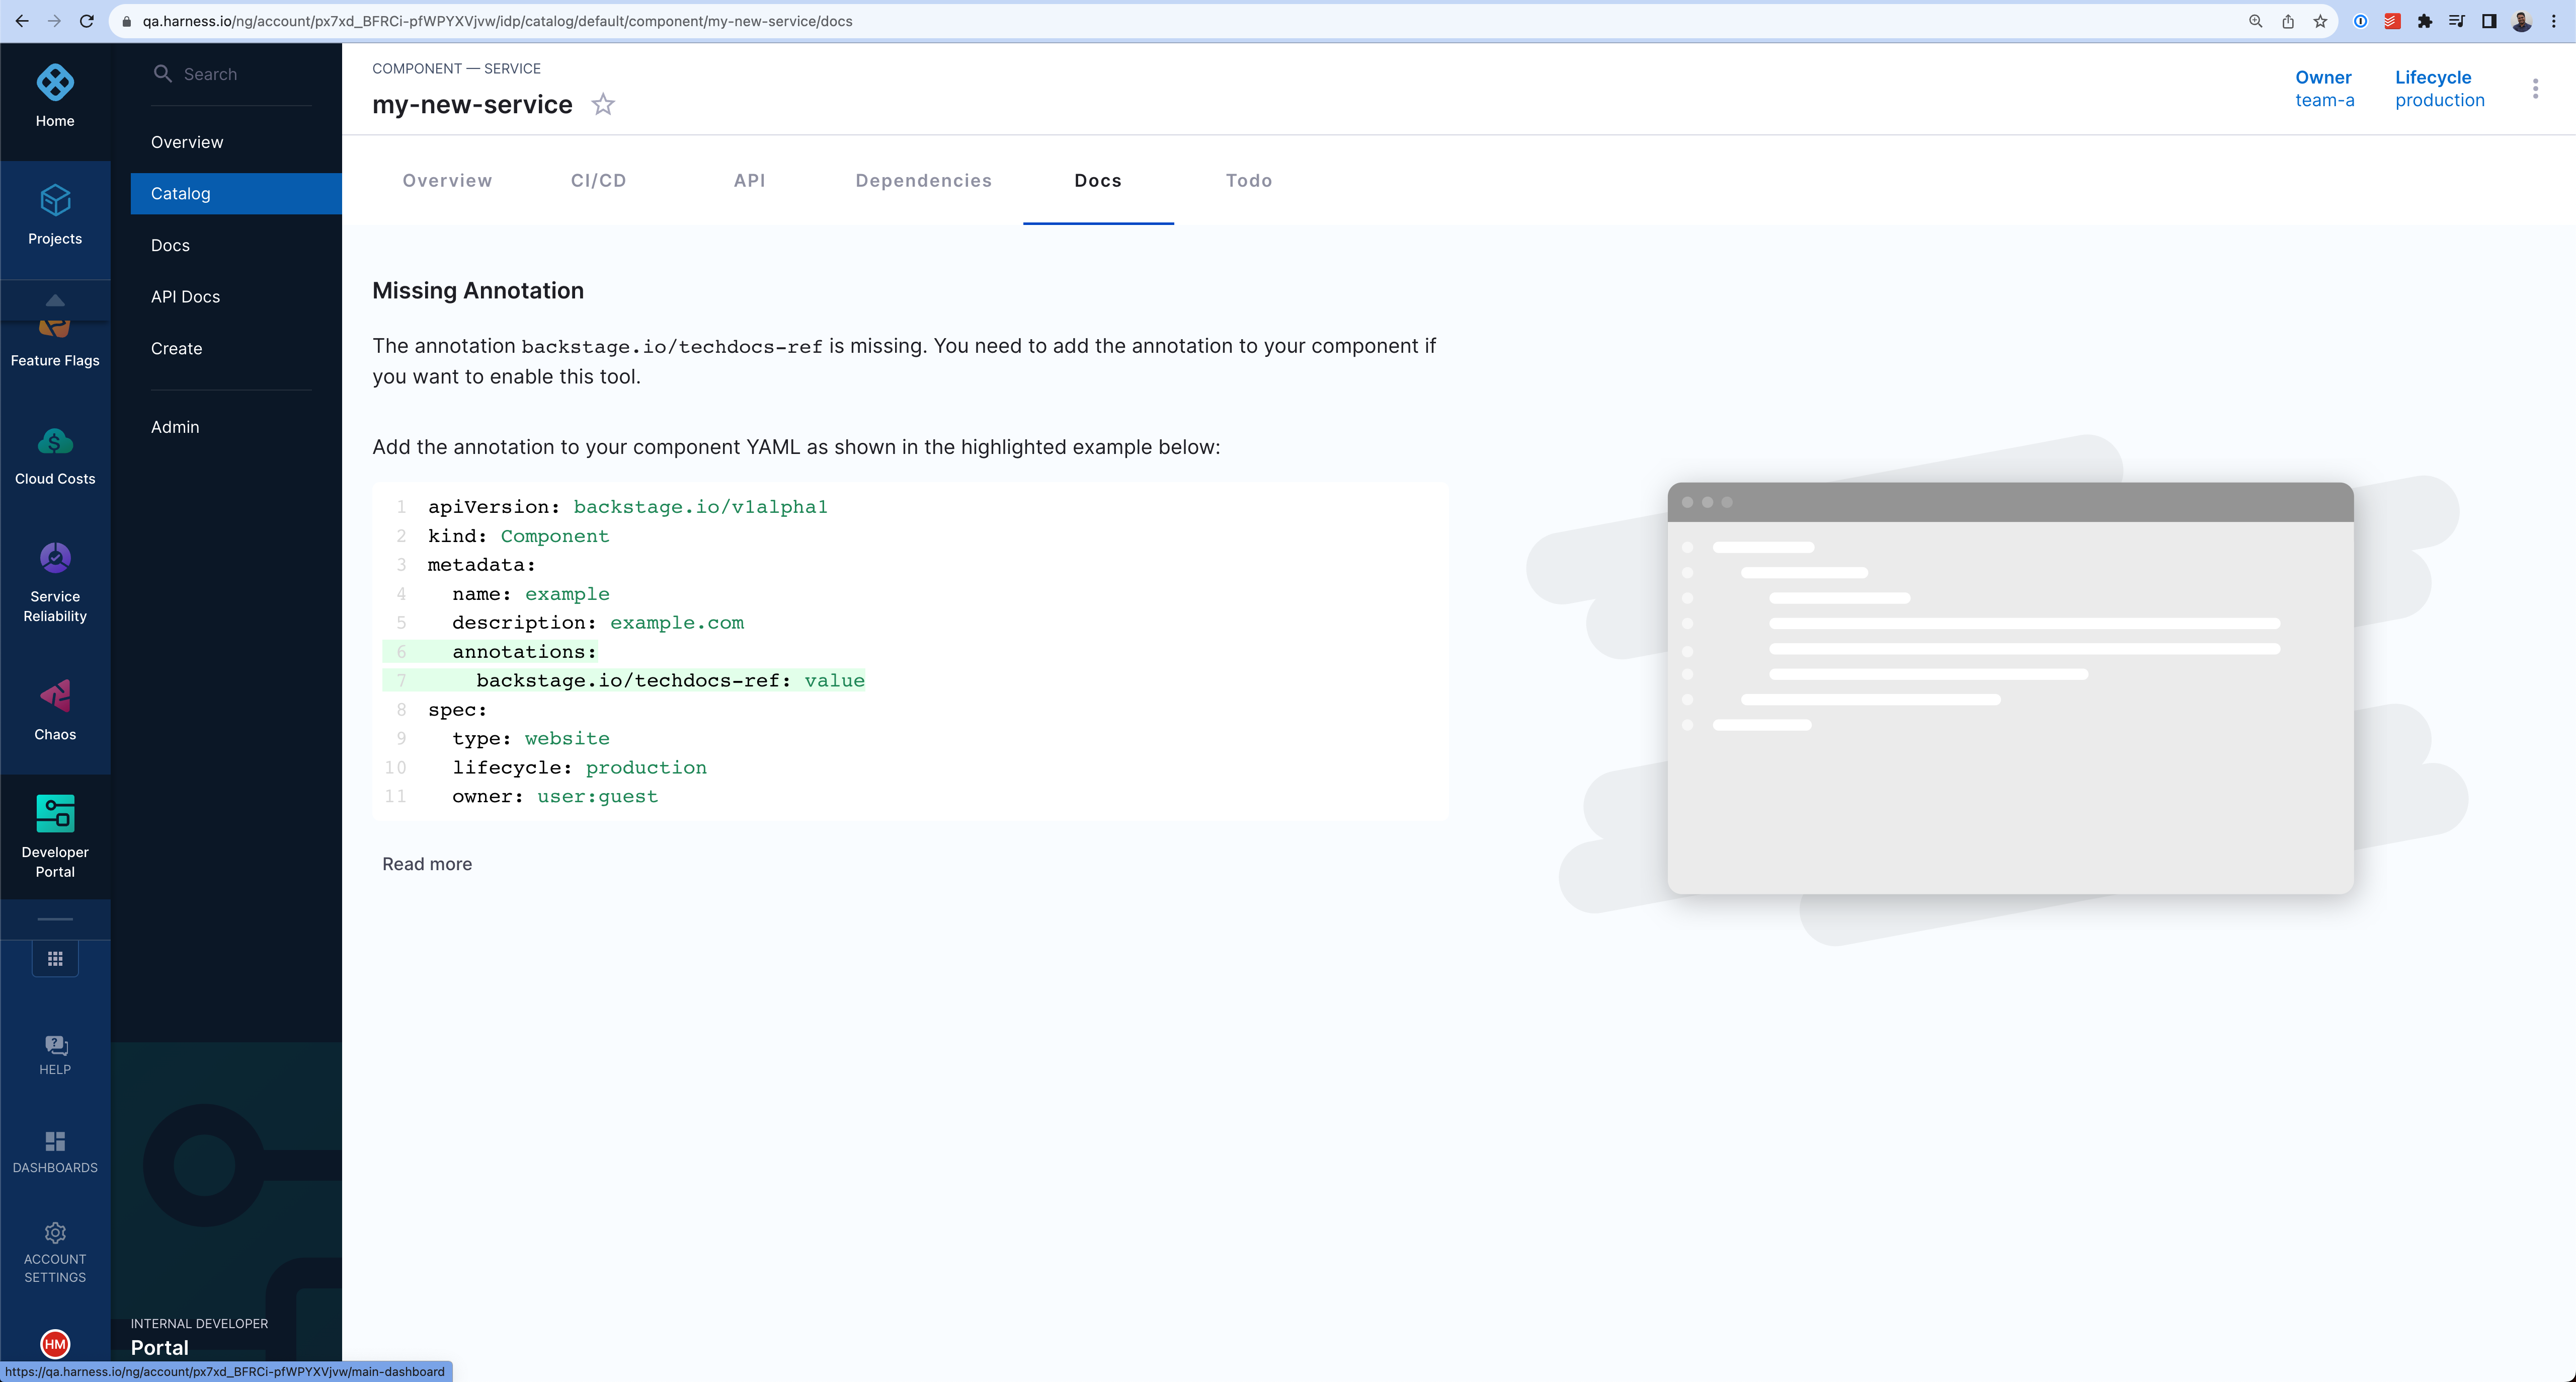 qa.harness.io/ng/account/px7xd_BFRCi-pfWPYXVjvw/idp/catalog/default/component/my-new-service/docs
Home
Projects
Feature Flags
Cloud Costs
Service
Reliability
Chaos
Developer
Portal
HELP
DASHBOARDS
ACCOUNT
SETTINGS
HM
Search
Overview
Catalog
Docs
API Docs
Create
Admin
INTERNAL DEVELOPER
Portal
https://qa.harness.io/ng/account/px7xd_BFRCi-pfWPYXVjvw/main-dashboard
COMPONENT — SERVICE
my-new-service
Owner
team-a
Lifecycle
production
Overview
CI/CD
API
Dependencies
Docs
Todo
Missing Annotation
The annotation backstage.io/techdocs-ref is missing. You need to add the annotation to your component if
you want to enable this tool.
Add the annotation to your component YAML as shown in the highlighted example below:
1 apiVersion: backstage.io/v1alpha1
2 kind: Component
3 metadata:
4   name: example
5   description: example.com
6   annotations:
7     backstage.io/techdocs-ref: value
8 spec:
9   type: website
10   lifecycle: production
11   owner: user:guest
Read more